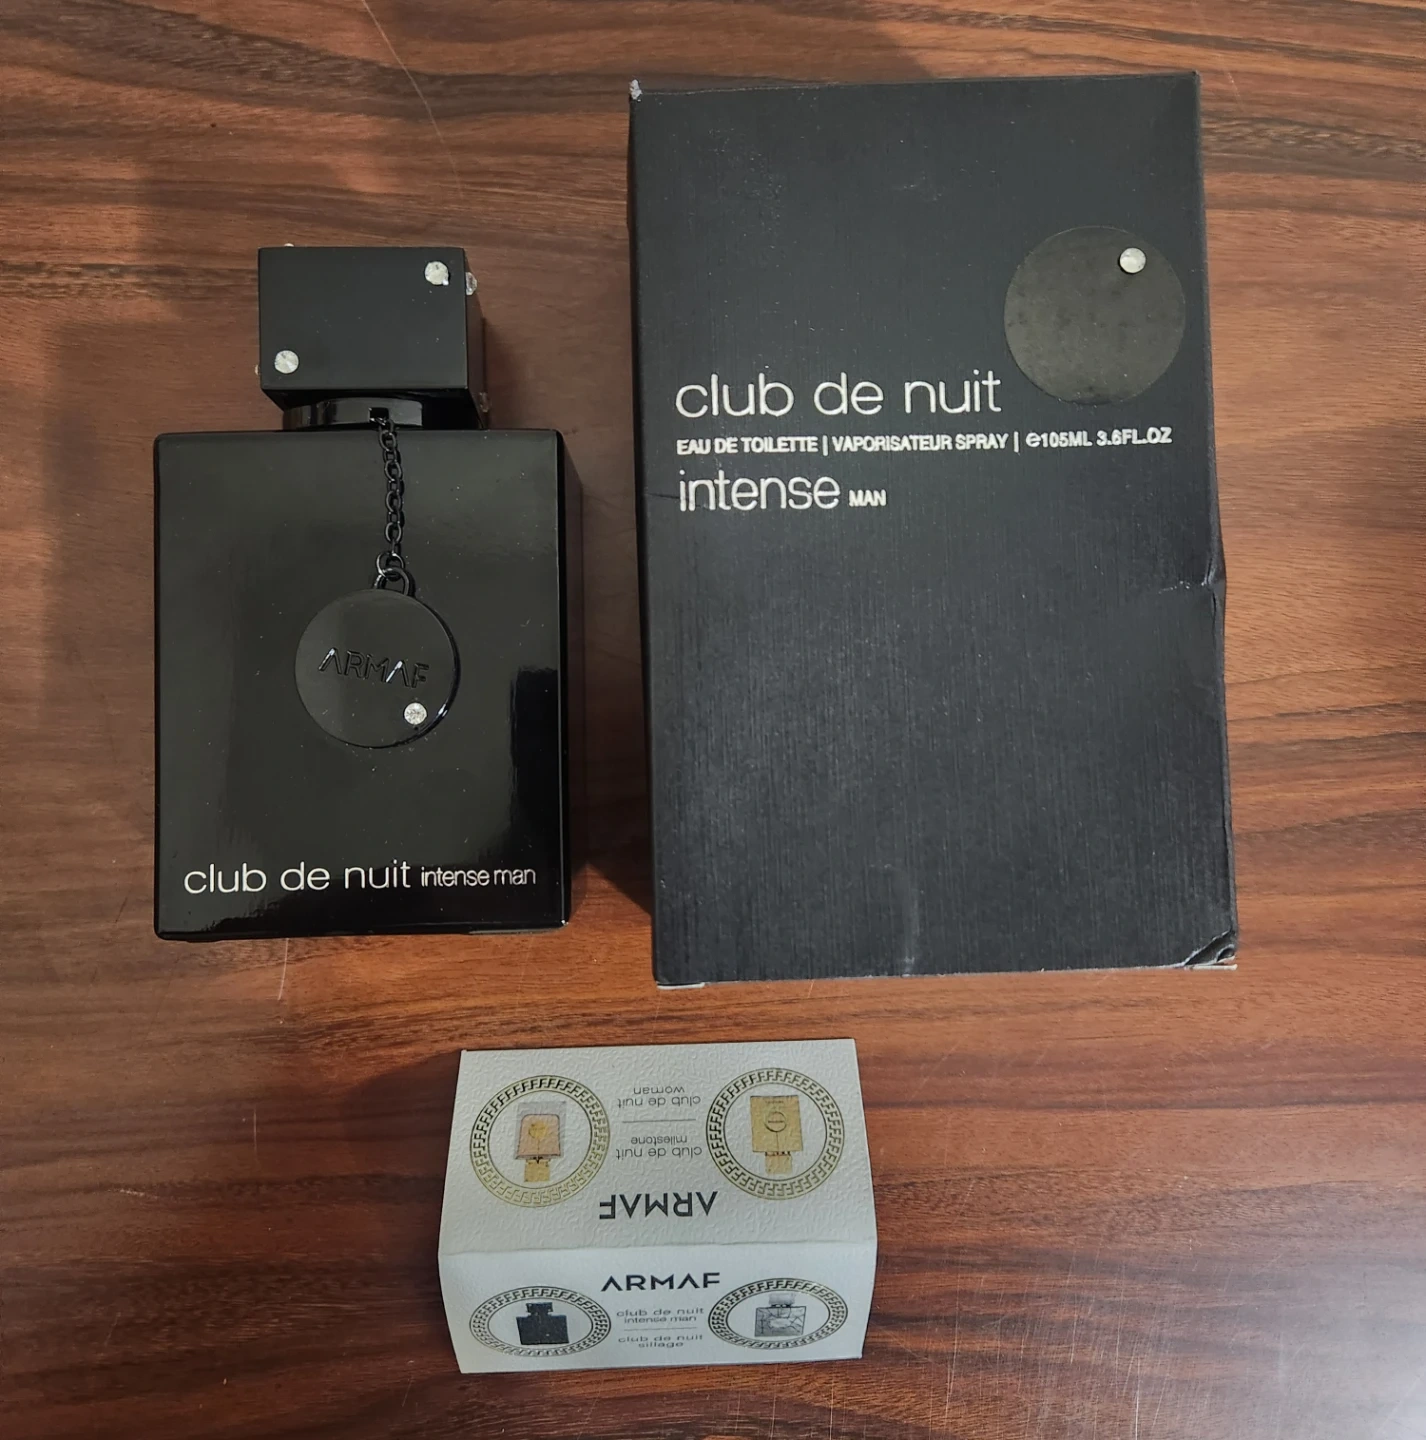 club de nuit
EAU DE TOILETTE | VAPORISATEUR SPRAY | ℮105ML 3.6FL.OZ
intense MAN
ARMAF
club de nuit intense man
club de nuit
woman
club de nuit
milestone
ARMAF
ARMAF
club de nuit
intense man
club de nuit
sillage